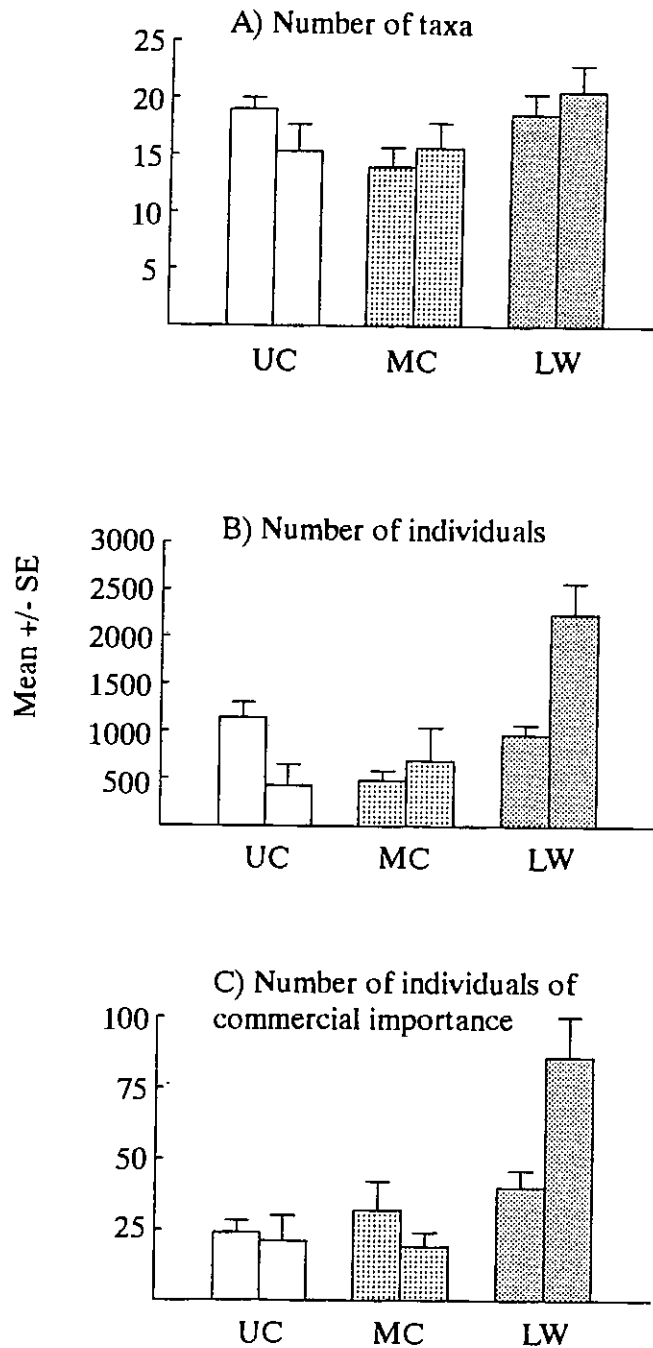 A) Number of taxa
25
20
15
10
5
UC MC LW
Mean +/- SE
B) Number of individuals
3000
2500
2000
1500
1000
500
UC MC LW
C) Number of individuals of
commercial importance
100
75
50
25
UC MC LW